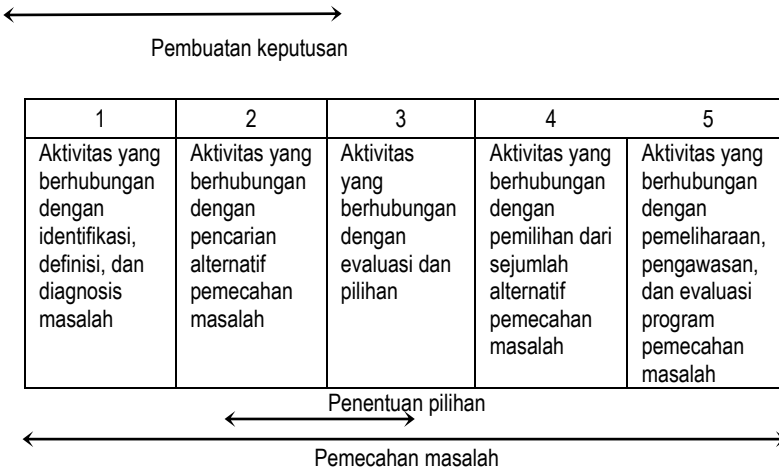 Pembuatan keputusan
1
2
3
4
5
Aktivitas yang
berhubungan
dengan
identifikasi,
definisi, dan
diagnosis
masalah
Aktivitas yang
berhubungan
dengan
pencarian
alternatif
pemecahan
masalah
Aktivitas
yang
berhubungan
dengan
evaluasi dan
pilihan
Aktivitas yang
berhubungan
dengan
pemilihan dari
sejumlah
alternatif
pemecahan
masalah
Aktivitas yang
berhubungan
dengan
pemeliharaan,
pengawasan,
dan evaluasi
program
pemecahan
masalah
Penentuan pilihan
Pemecahan masalah